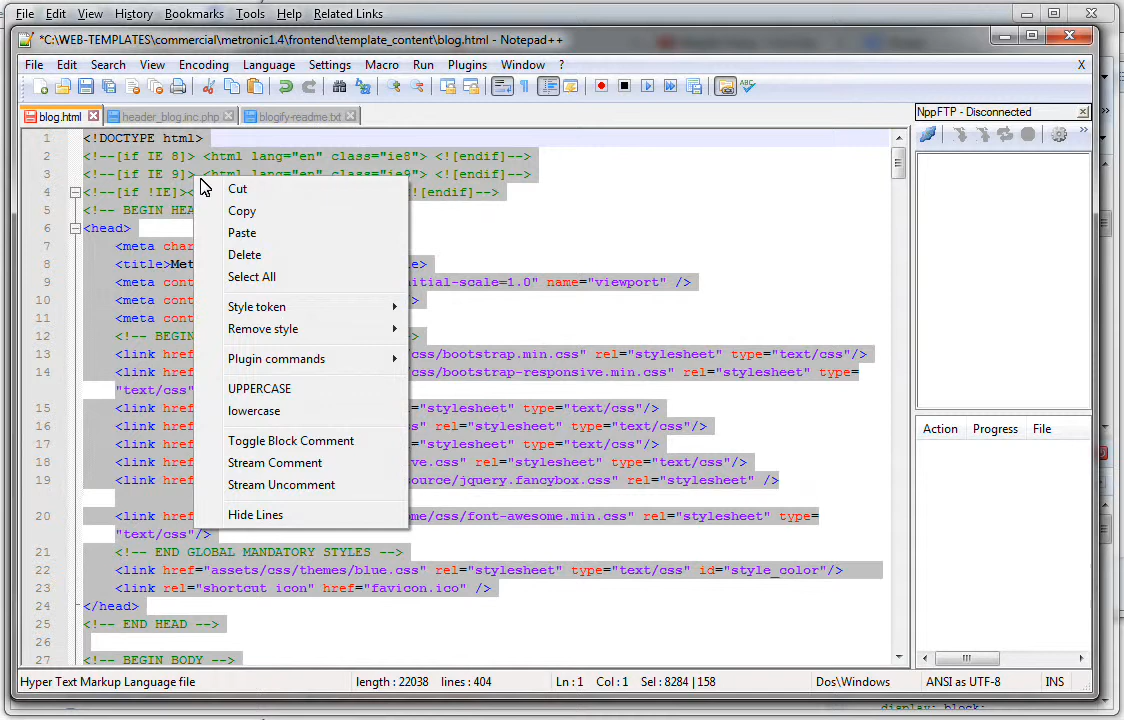 File Edit View History Bookmarks Tools Help Related Links
*C:\WEB-TEMPLATES\commercial\metronic1.4\frontend\template_content\blog.html - Notepad++
File Edit Search View Encoding Language Settings Macro Run Plugins Window ? X
blog.html header_blog.inc.php blogify-readme.txt
NppFTP - Disconnected
1 <!DOCTYPE html>
2 <!--[if IE 8]> <html lang="en" class="ie8"> <![endif]-->
3 <!--[if IE 9]> <html lang="en" class="ie8"> <![endif]-->
4 <!--[if !IE]> <![endif]-->
5 <!-- BEGIN HEA
6 <head>
7 <meta char
8 <title>Met le>
9 <meta cont nitial-scale=1.0" name="viewport" />
10 <meta cont >
11 <meta cont
12 <!-- BEGIN >
13 <link href /css/bootstrap.min.css" rel="stylesheet" type="text/css"/>
14 <link href /css/bootstrap-responsive.min.css" rel="stylesheet" type=
"text/css"
15 <link href "stylesheet" type="text/css"/>
16 <link href ss" rel="stylesheet" type="text/css"/>
17 <link href "stylesheet" type="text/css"/>
18 <link href ve.css" rel="stylesheet" type="text/css"/>
19 <link href source/jquery.fancybox.css" rel="stylesheet" />
20 <link href me/css/font-awesome.min.css" rel="stylesheet" type=
"text/css"/>
21 <!-- END GLOBAL MANDATORY STYLES -->
22 <link href="assets/css/themes/blue.css" rel="stylesheet" type="text/css" id="style_color"/>
23 <link rel="shortcut icon" href="favicon.ico" />
24 </head>
25 <!-- END HEAD -->
26
27 <!-- BEGIN BODY -->
Cut
Copy
Paste
Delete
Select All
Style token
Remove style
Plugin commands
UPPERCASE
lowercase
Toggle Block Comment
Stream Comment
Stream Uncomment
Hide Lines
Action Progress File
Hyper Text Markup Language file length : 22038 lines : 404 Ln : 1 Col : 1 Sel : 8284 | 158 Dos\Windows ANSI as UTF-8 INS
display: block;